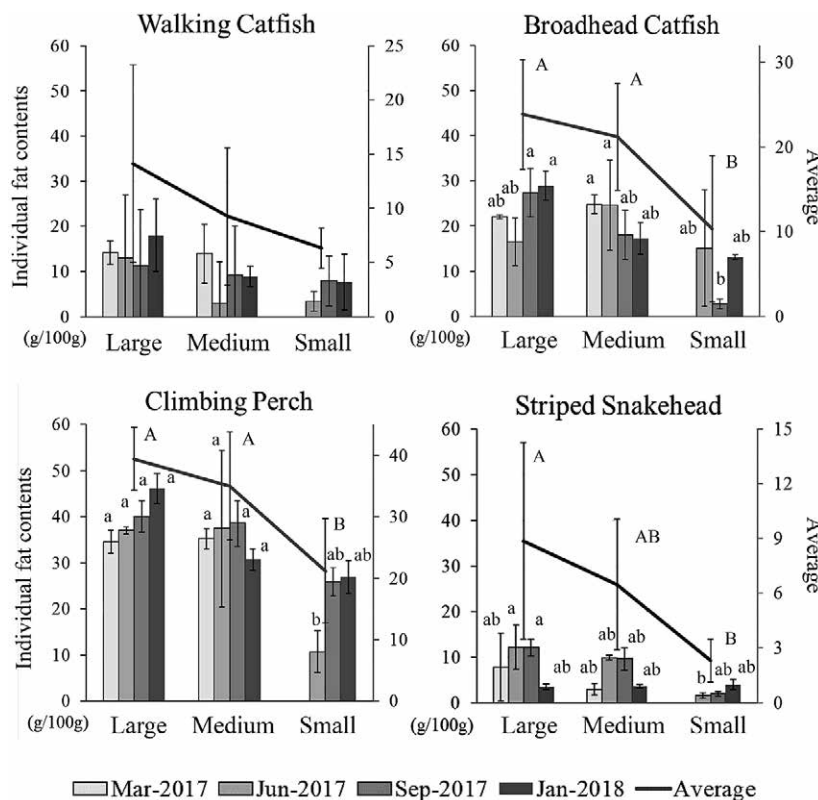 Walking Catfish
Broadhead Catfish
Individual fat contents
60
50
40
30
20
10
0
25
20
15
10
5
0
(g/100g)
Large Medium Small
60
50
40
30
20
10
0
A
A
B
ab
ab
a
a
a
a
ab
ab
ab
b
ab
30
20
10
0
Average
(g/100g)
Large Medium Small
Climbing Perch
Striped Snakehead
Individual fat contents
60
50
40
30
20
10
0
A
A
B
a
a
a
a
a
a
a
a
b
ab
ab
40
30
20
10
0
(g/100g)
Large Medium Small
60
50
40
30
20
10
0
A
AB
B
ab
a
a
ab
ab
ab
ab
ab
b
ab
ab
15
12
9
6
3
0
Average
(g/100g)
Large Medium Small
Mar-2017 Jun-2017 Sep-2017 Jan-2018 Average